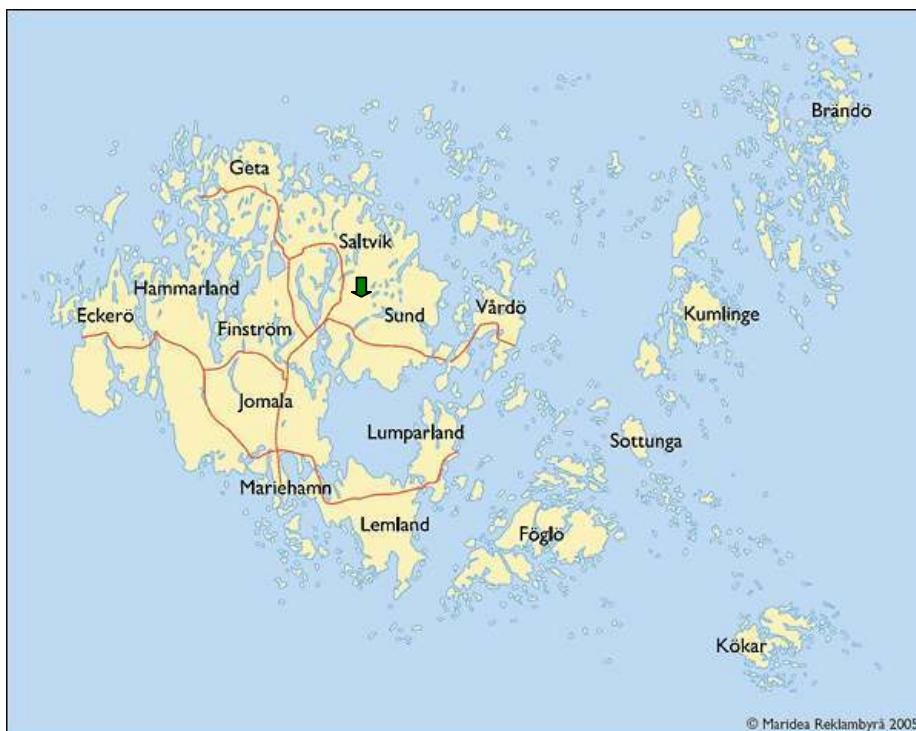 Brändö
Geta
Saltvik
Hammarland
Eckerö
Finström
Sund
Vårdö
Kumlinge
Jomala
Lumparland
Sottunga
Mariehamn
Lemland
Föglö
Kökar
© Maridea Reklambyrå 2005